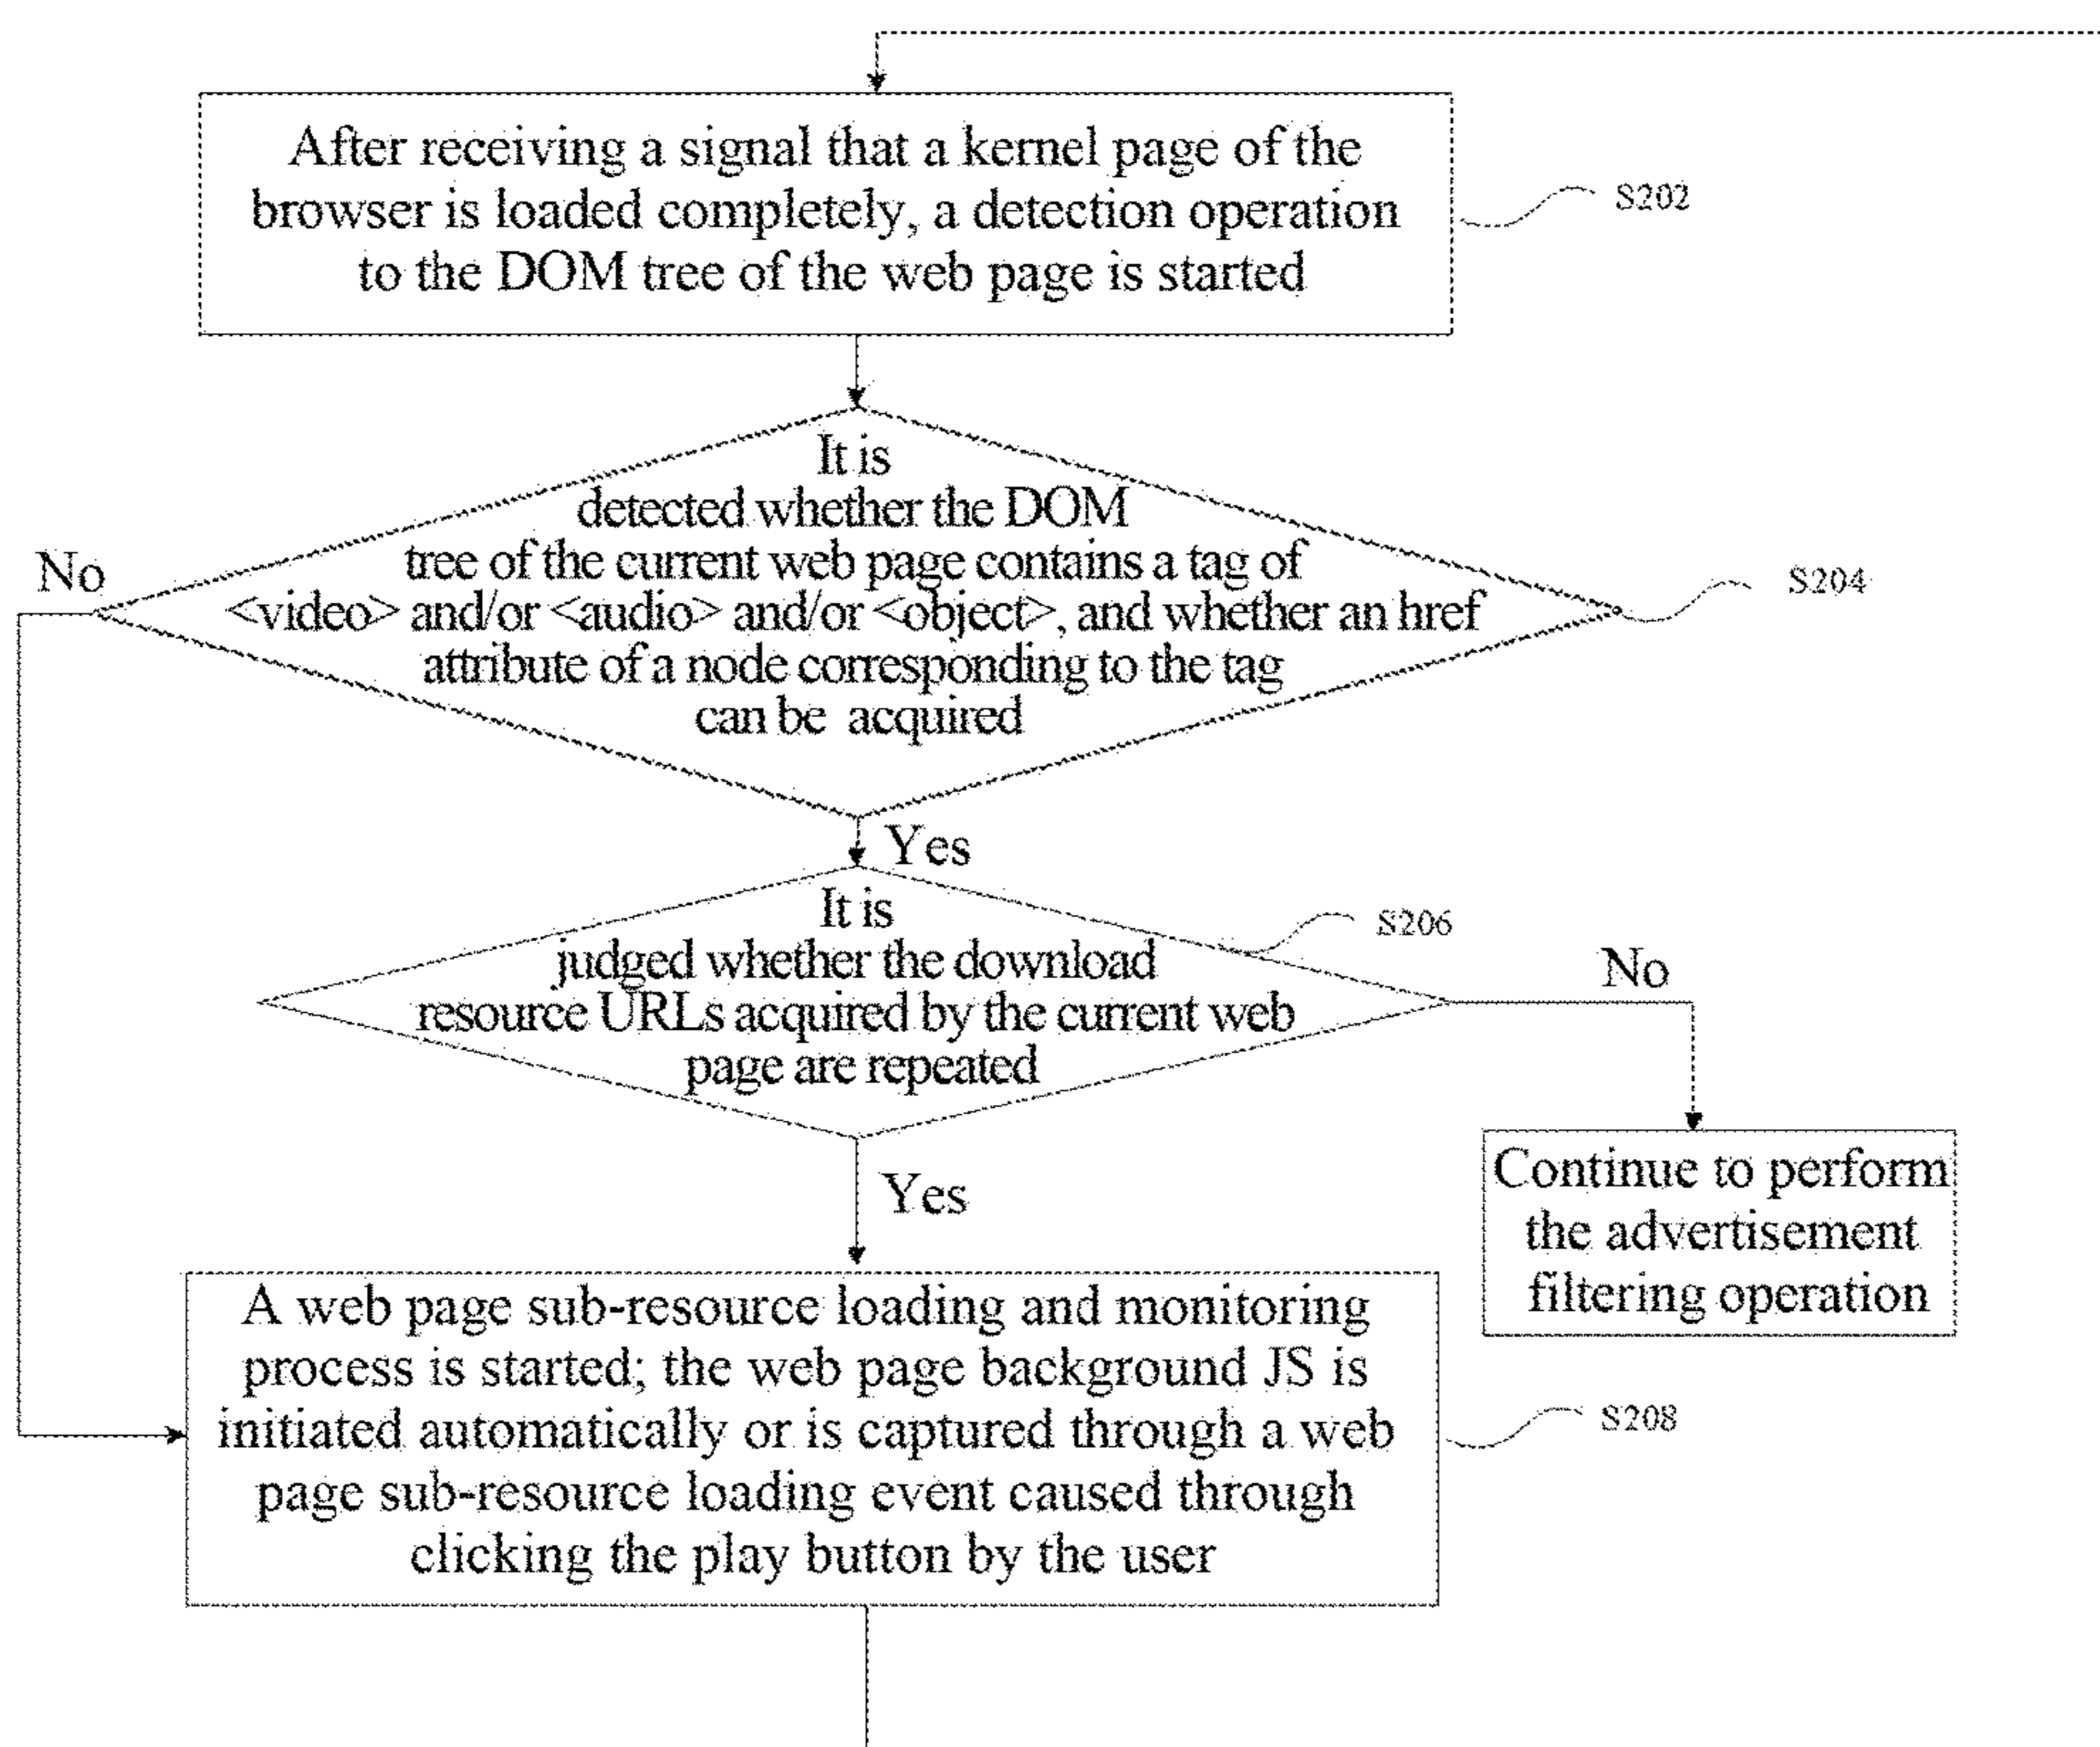 After receiving a signal that a kernel page of the
browser is loaded completely, a detection operation
to the DOM tree of the web page is started
S202
It is
detected whether the DOM
tree of the current web page contains a tag of
<video> and/or <audio> and/or <object>, and whether an href
attribute of a node corresponding to the tag
can be acquired
No
S204
Yes
It is
judged whether the download
resource URLs acquired by the current web
page are repeated
S206
No
Yes
Continue to perform
the advertisement
filtering operation
A web page sub-resource loading and monitoring
process is started; the web page background JS is
initiated automatically or is captured through a web
page sub-resource loading event caused through
clicking the play button by the user
S208